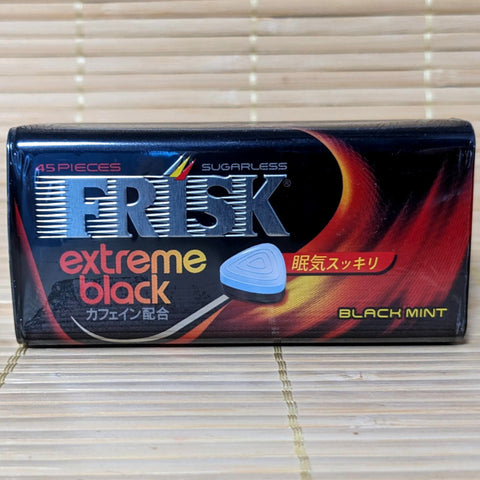 45 PIECES SUGARLESS
FRISK®
extreme
black
カフェイン配合
眠気スッキリ
BLACK MINT